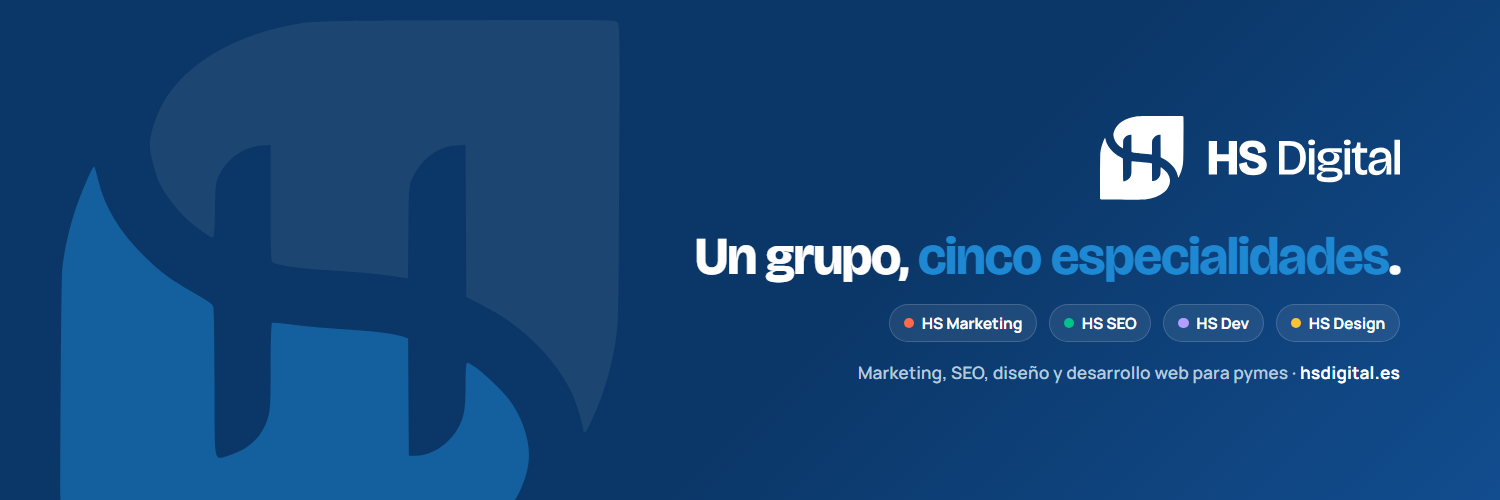 HS Digital
Un grupo, cinco especialidades.
HS Marketing HS SEO HS Dev HS Design
Marketing, SEO, diseño y desarrollo web para pymes · hsdigital.es